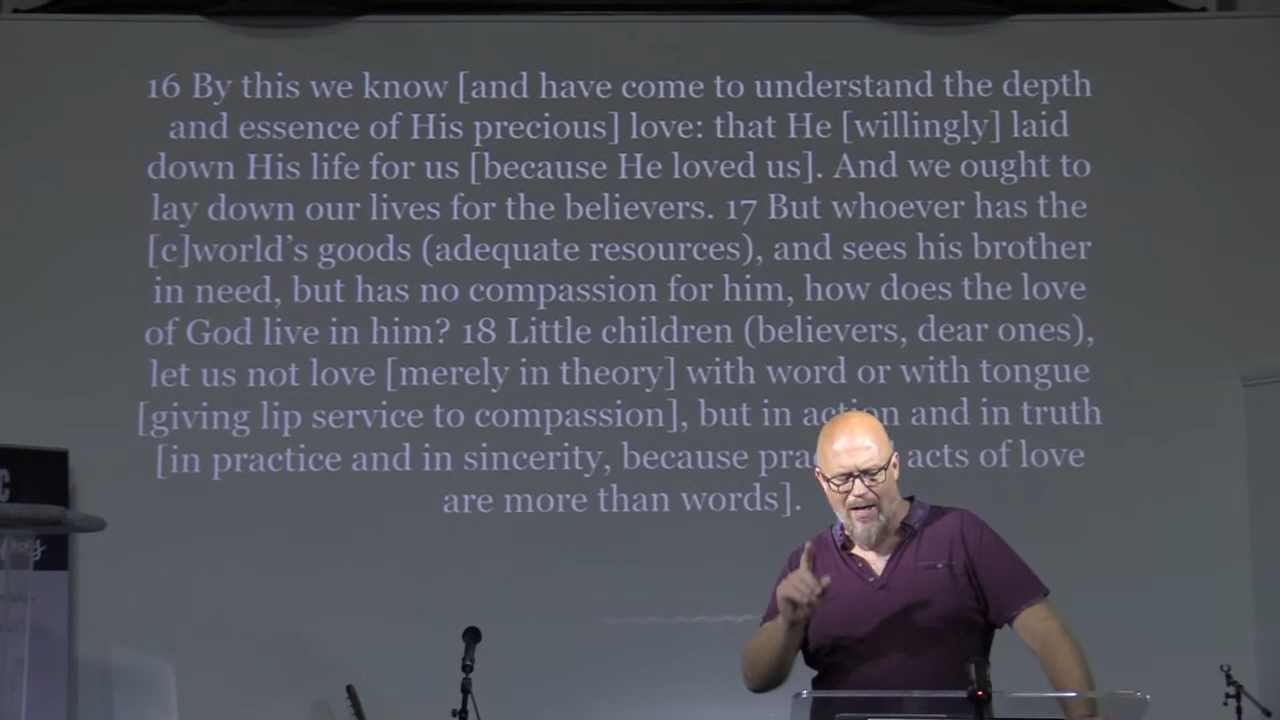 16 By this we know [and have come to understand the depth
and essence of His precious] love: that He [willingly] laid
down His life for us [because He loved us]. And we ought to
lay down our lives for the believers. 17 But whoever has the
[c]world’s goods (adequate resources), and sees his brother
in need, but has no compassion for him, how does the love
of God live in him? 18 Little children (believers, dear ones),
let us not love [merely in theory] with word or with tongue
[giving lip service to compassion], but in action and in truth
[in practice and in sincerity, because acts of love
are more than words].
C